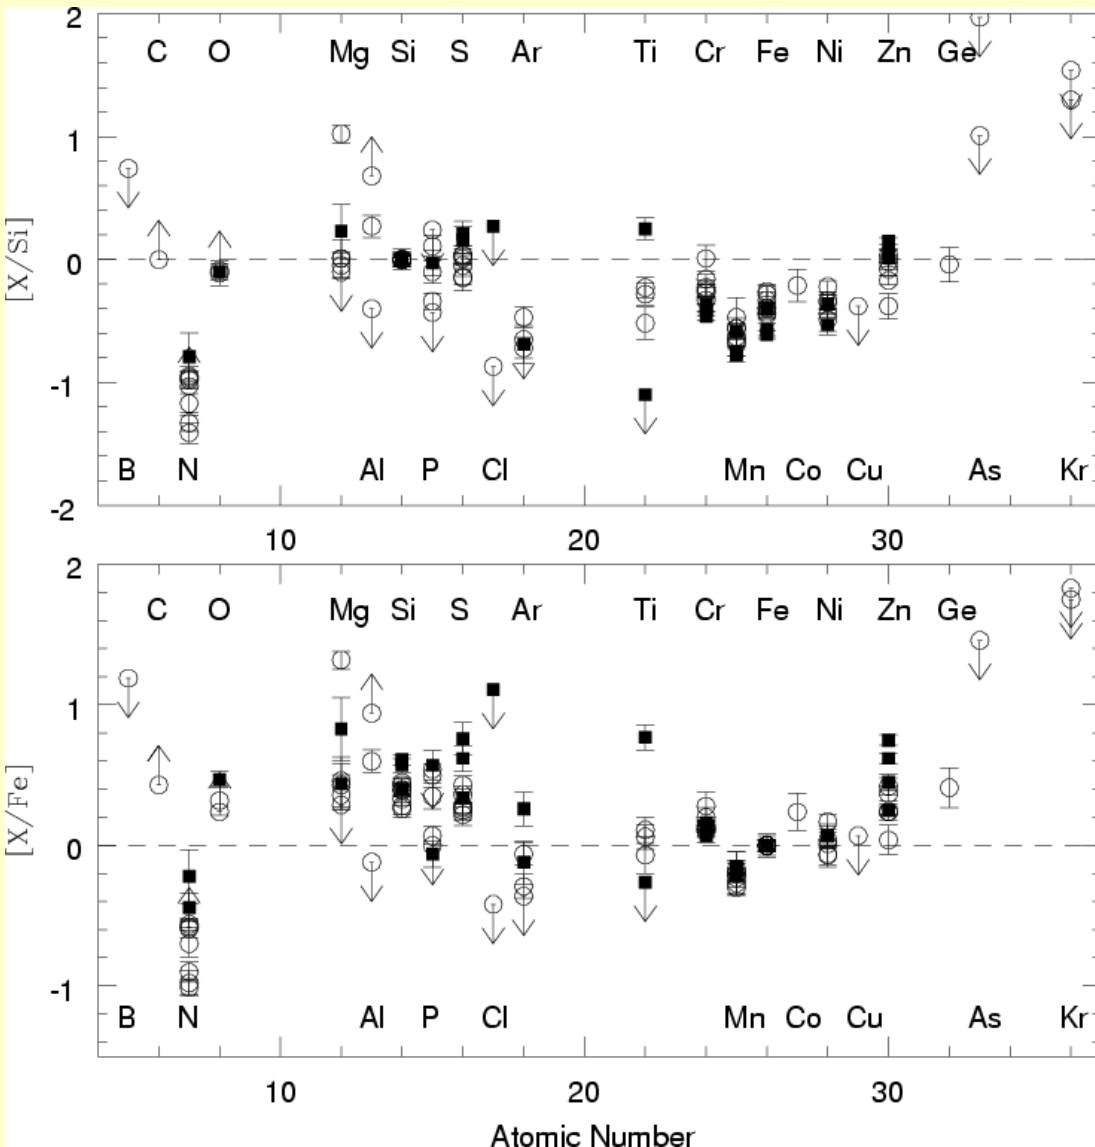 2
C O Mg Si S Ar Ti Cr Fe Ni Zn Ge
1
[X/Si]
0
-1
B N Al P Cl Mn Co Cu As Kr
-2
10 20 30
2
C O Mg Si S Ar Ti Cr Fe Ni Zn Ge
1
[X/Fe]
0
-1
B N Al P Cl Mn Co Cu As Kr
10 20 30
Atomic Number